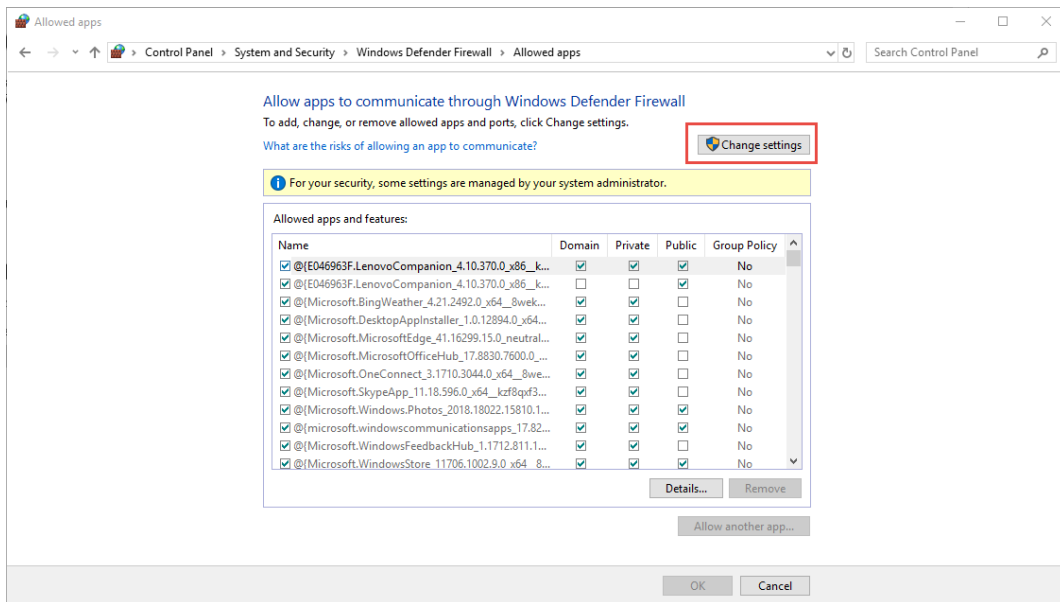 Allowed apps
Control Panel > System and Security > Windows Defender Firewall > Allowed apps
Search Control Panel
Allow apps to communicate through Windows Defender Firewall
To add, change, or remove allowed apps and ports, click Change settings.
What are the risks of allowing an app to communicate?
Change settings
For your security, some settings are managed by your system administrator.
Allowed apps and features:
Name Domain Private Public Group Policy
@{E046963F.LenovoCompanion_4.10.370.0_x86__k... No
@{E046963F.LenovoCompanion_4.10.370.0_x86__k... No
@{Microsoft.BingWeather_4.21.2492.0_x64__8wek... No
@{Microsoft.DesktopAppInstaller_1.0.12894.0_x64... No
@{Microsoft.MicrosoftEdge_41.16299.15.0_neutral... No
@{Microsoft.MicrosoftOfficeHub_17.8830.7600.0_... No
@{Microsoft.OneConnect_3.1710.3044.0_x64__8we... No
@{Microsoft.SkypeApp_11.18.596.0_x64__kzf8qxf3... No
@{Microsoft.Windows.Photos_2018.18022.15810.1... No
@{microsoft.windowscommunicationsapps_17.82... No
@{Microsoft.WindowsFeedbackHub_1.1712.811.1... No
@{Microsoft.WindowsStore_11706.1002.9.0_x64__8... No
Details... Remove
Allow another app...
OK Cancel